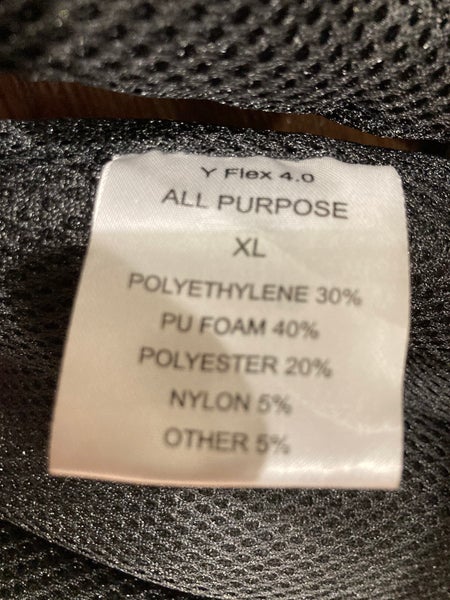 Y Flex 4.0
ALL PURPOSE
XL
POLYETHYLENE 30%
PU FOAM 40%
POLYESTER 20%
NYLON 5%
OTHER 5%